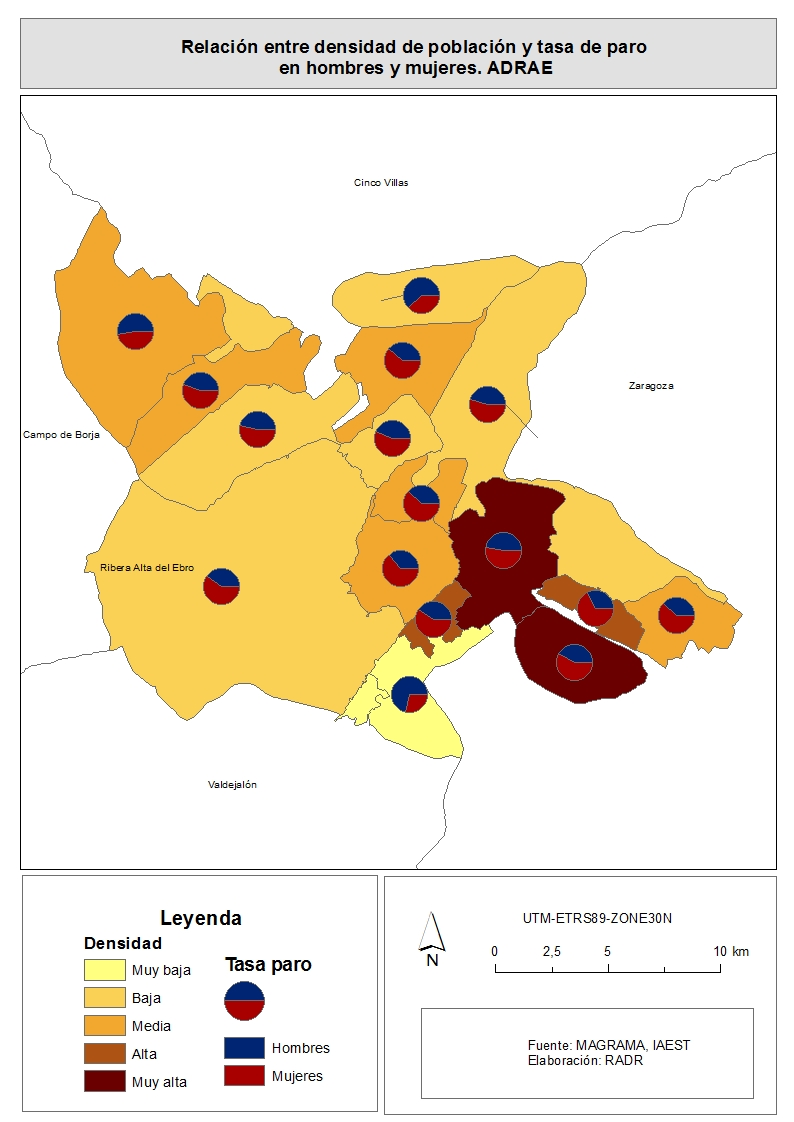 Relación entre densidad de población y tasa de paro
en hombres y mujeres. ADRAE
Cinco Villas
Zaragoza
Campo de Borja
Ribera Alta del Ebro
Valdejalón
Leyenda
Densidad
Muy baja
Baja
Media
Alta
Muy alta
Tasa paro
Hombres
Mujeres
N
UTM-ETRS89-ZONE30N
0 2,5 5 10 km
Fuente: MAGRAMA, IAEST
Elaboración: RADR